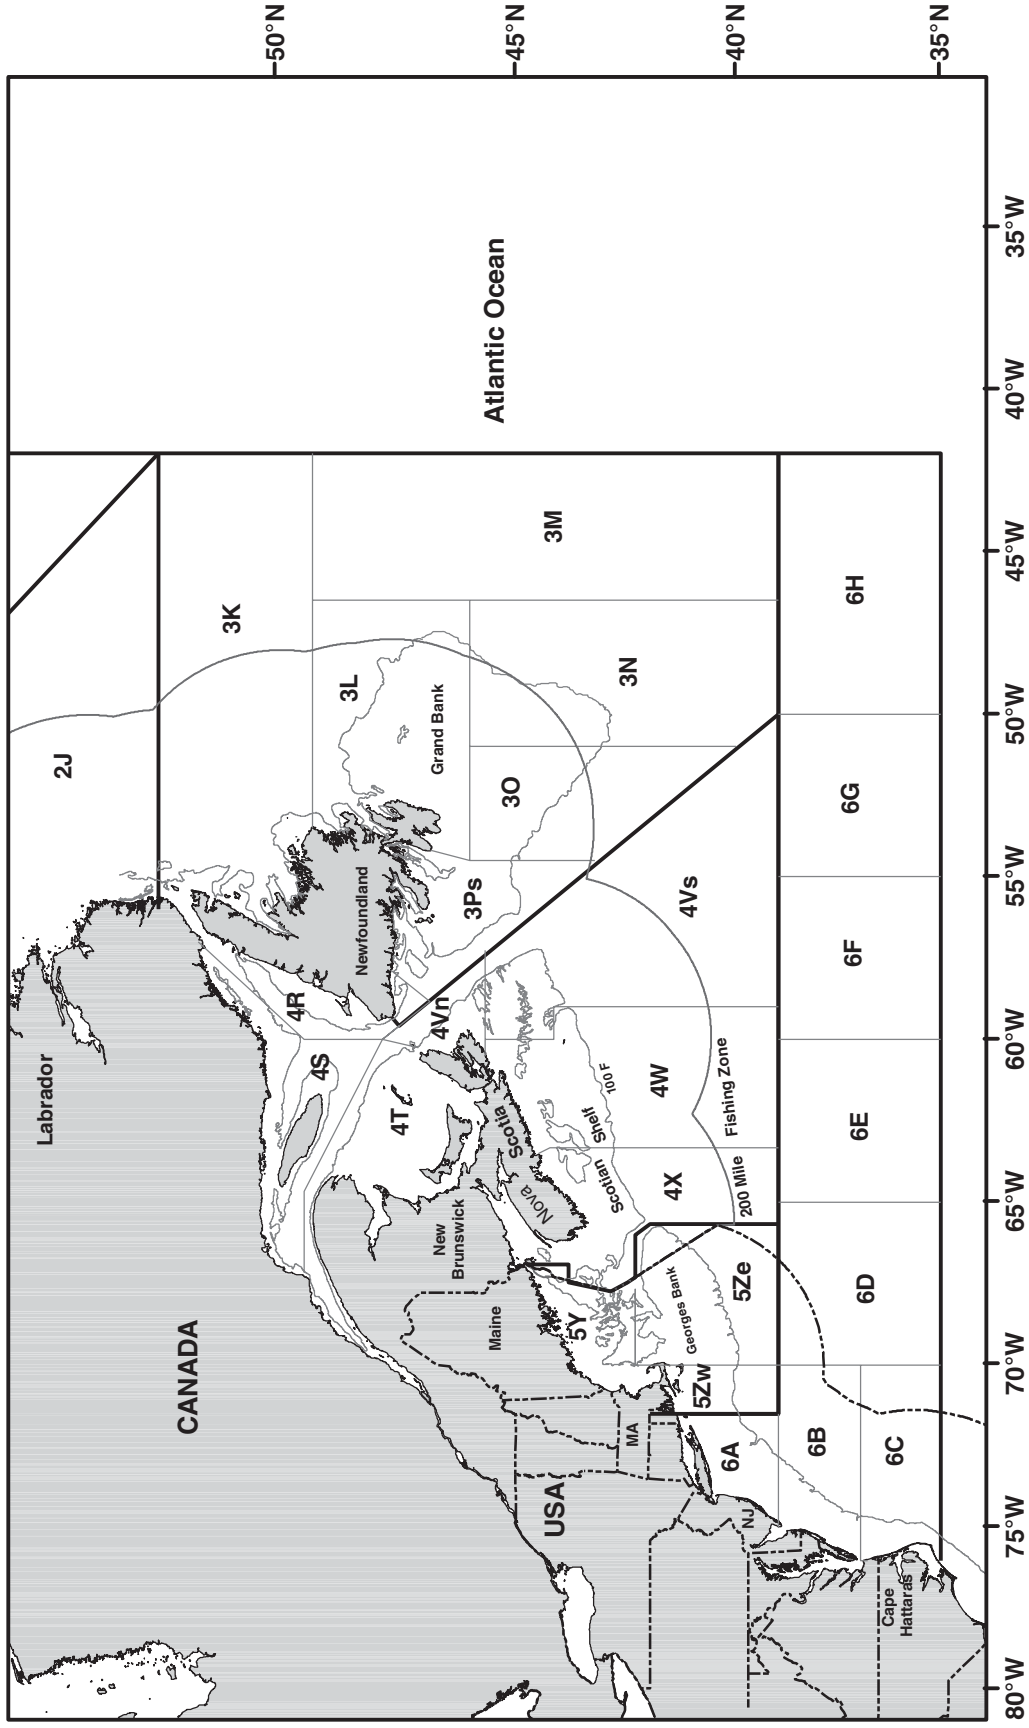 50°N
45°N
40°N
35°N
Labrador
CANADA
2J
3K
Atlantic Ocean
3L
3M
Grand Bank
3N
3O
Newfoundland
3Ps
4R
4S
4Vn
4T
4Vs
New
Brunswick
Nova
Scotia
Scotian
Shelf
100 F
4W
4X
200 Mile
Fishing Zone
Maine
5Y
Georges Bank
5Ze
5Zw
MA
USA
NJ
6A
6B
6C
6D
6E
6F
6G
6H
Cape
Hattaras
80°W
75°W
70°W
65°W
60°W
55°W
50°W
45°W
40°W
35°W